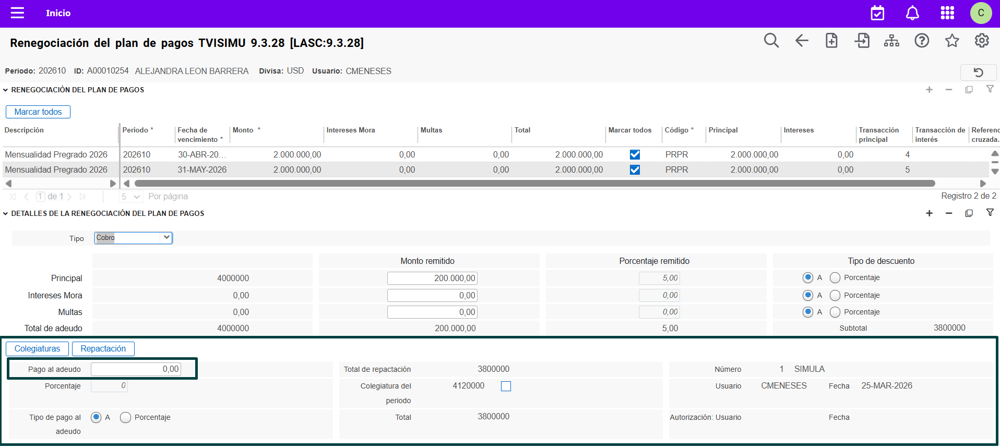 Inicio
C
Renegociación del plan de pagos TVISIMU 9.3.28 [LASC:9.3.28]
Periodo: 202610 ID: A00010254 ALEJANDRA LEON BARRERA Divisa: USD Usuario: CMENESES
RENEGOCIACIÓN DEL PLAN DE PAGOS
Marcar todos
Descripción Periodo * Fecha de vencimiento * Monto * Intereses Mora Multas Total Marcar todos Código * Principal Intereses Transacción principal Transacción de interés Referenc cruzada.
Mensualidad Pregrado 2026 202610 30-ABR-20... 2.000.000,00 0,00 0,00 2.000.000,00 PRPR 2.000.000,00 0,00 4
Mensualidad Pregrado 2026 202610 31-MAY-2026 2.000.000,00 0,00 0,00 2.000.000,00 PRPR 2.000.000,00 0,00 5
1 de 1 5 Por página Registro 2 de 2
DETALLES DE LA RENEGOCIACIÓN DEL PLAN DE PAGOS
Tipo Cobro
Monto remitido Porcentaje remitido Tipo de descuento
Principal 4000000 200.000,00 5,00 A Porcentaje
Intereses Mora 0,00 0,00 0,00 A Porcentaje
Multas 0,00 0,00 0,00 A Porcentaje
Total de adeudo 4000000 200.000,00 5,00 Subtotal 3800000
Colegiaturas Repactación
Pago al adeudo 0,00 Total de repactación 3800000 Número 1 SIMULA
Porcentaje 0 Colegiatura del periodo 4120000 Usuario CMENESES Fecha 25-MAR-2026
Tipo de pago al adeudo A Porcentaje Total 3800000 Autorización: Usuario Fecha